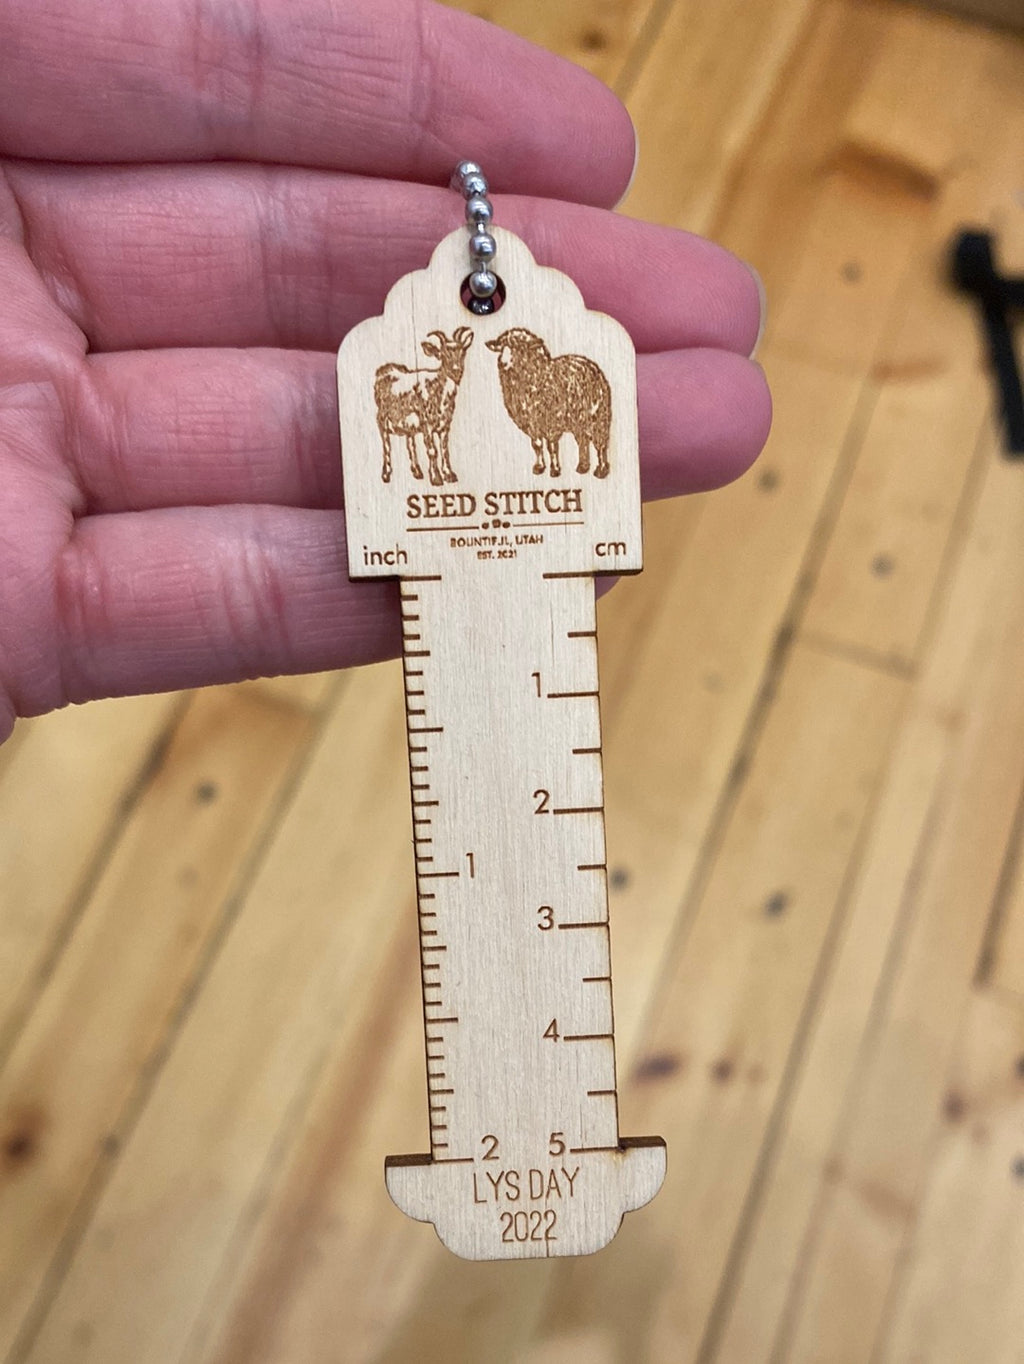 SEED STITCH
BOUNTIFUL, UTAH
EST. 2021
inch
cm
1
2
1
3
4
2
5
LYS DAY
2022